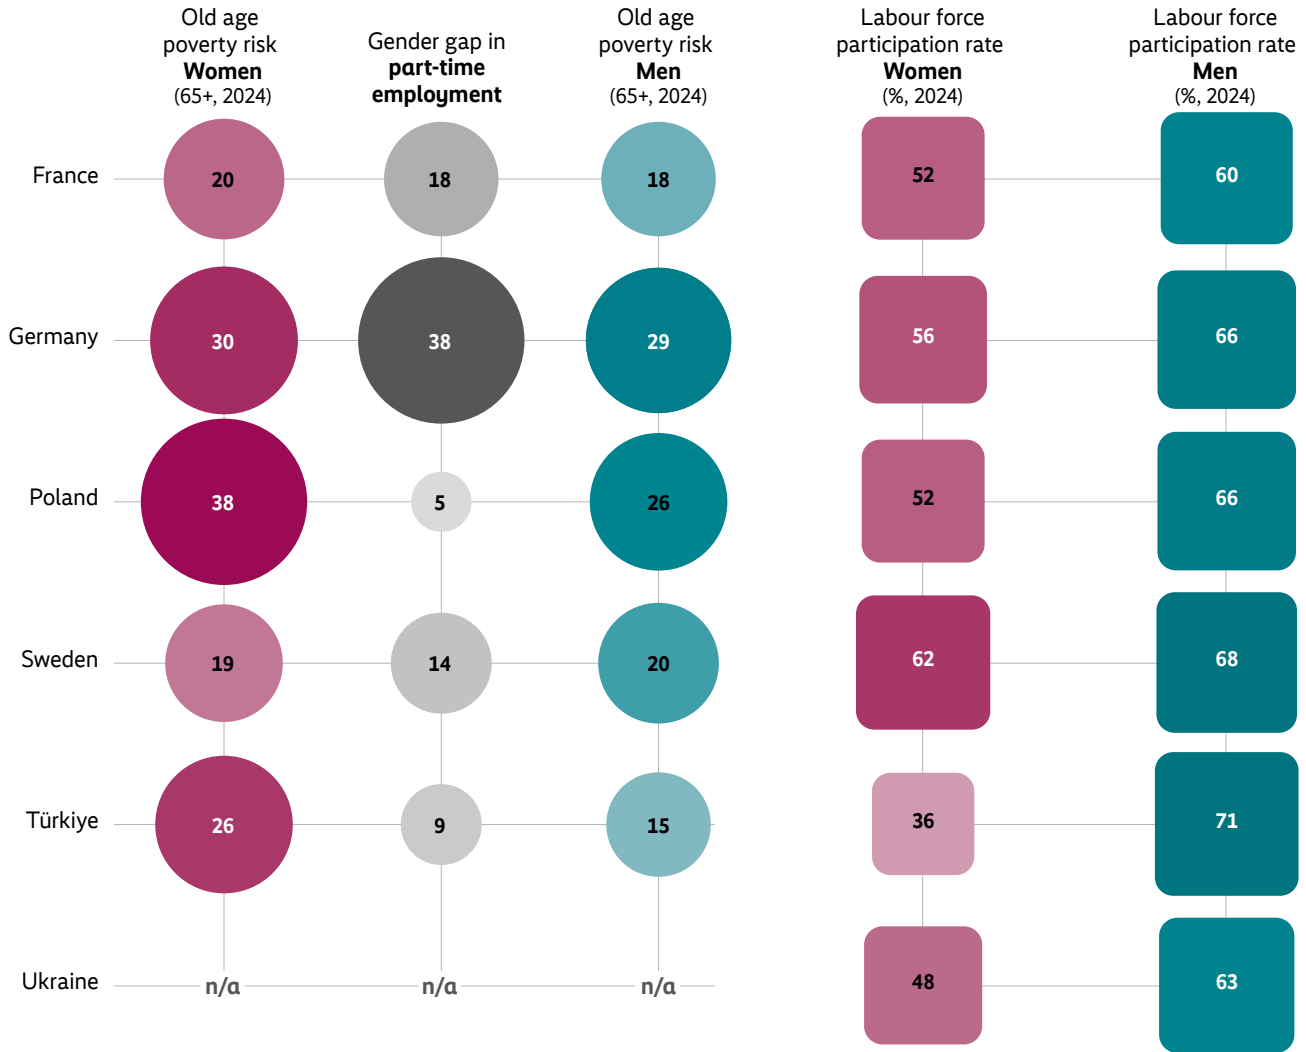 Old age
poverty risk
Women
(65+, 2024)
Gender gap in
part-time
employment
Old age
poverty risk
Men
(65+, 2024)
Labour force
participation rate
Women
(%, 2024)
Labour force
participation rate
Men
(%, 2024)
France 20 18 18 52 60
Germany 30 38 29 56 66
Poland 38 5 26 52 66
Sweden 19 14 20 62 68
Türkiye 26 9 15 36 71
Ukraine n/a n/a n/a 48 63